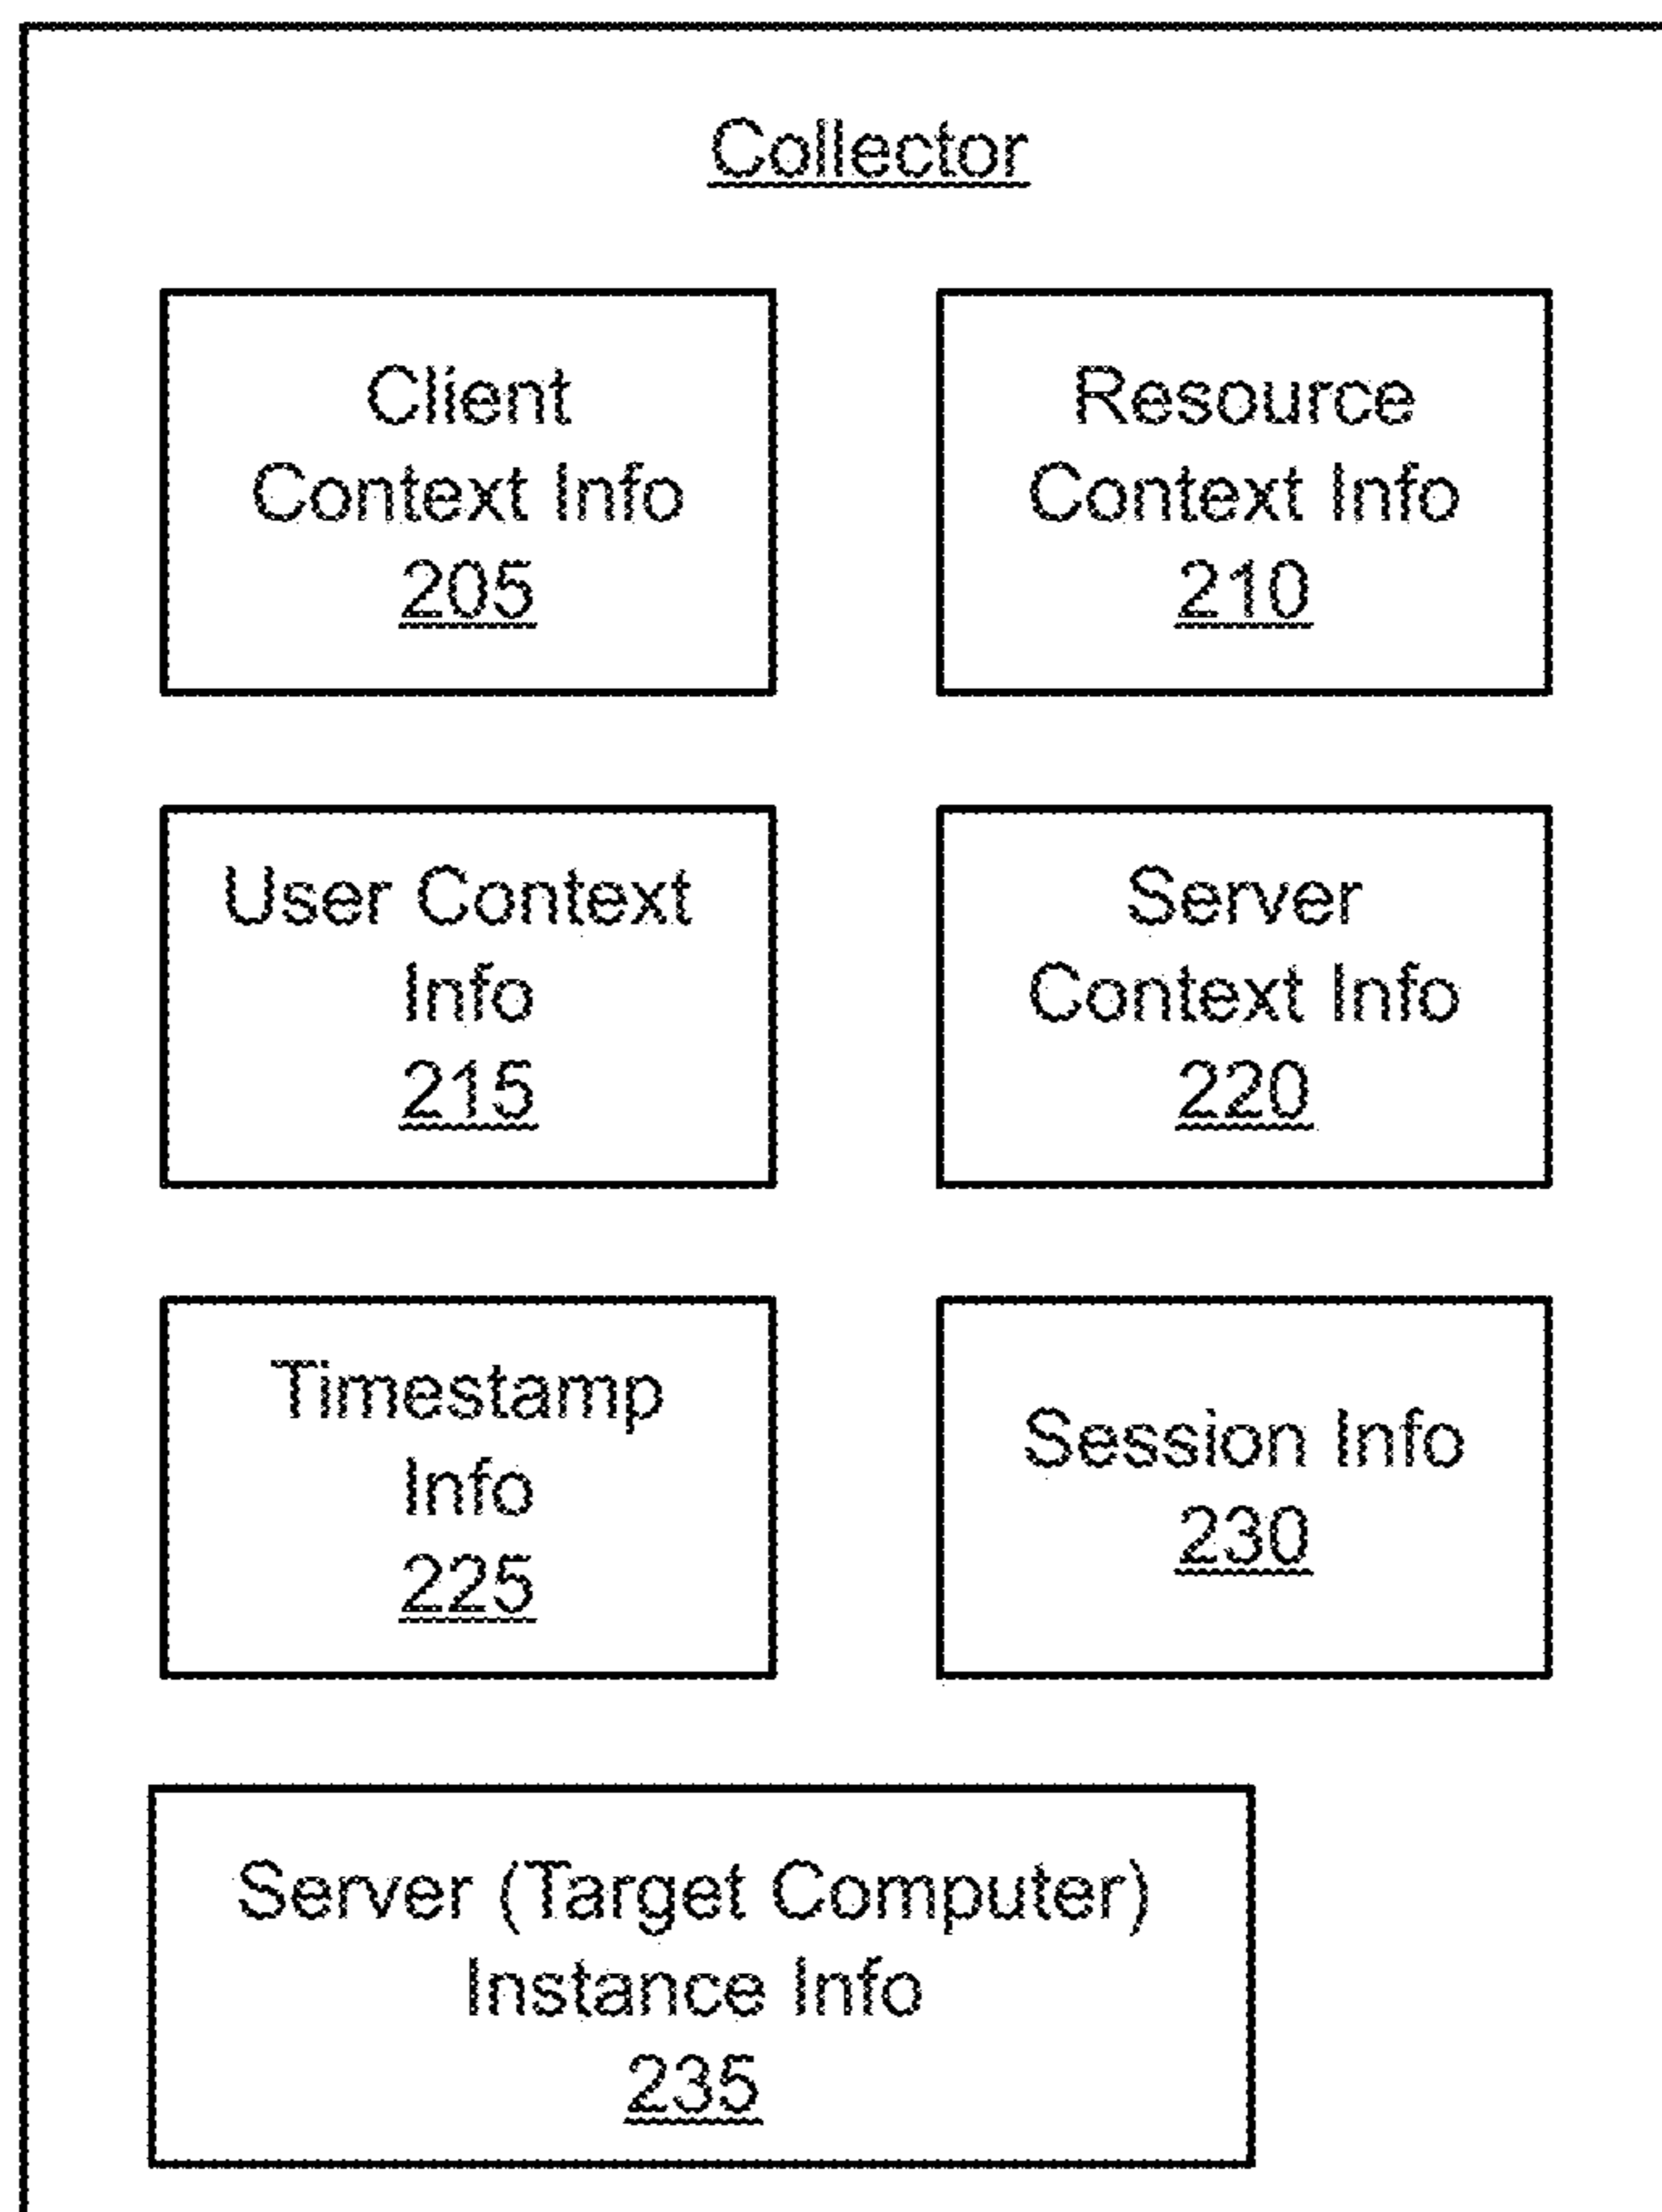 Collector
Client
Context Info
205
Resource
Context Info
210
User Context
Info
215
Server
Context Info
220
Timestamp
Info
225
Session Info
230
Server (Target Computer)
Instance Info
235